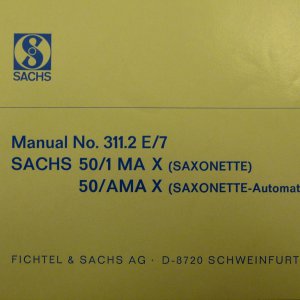 SACHS
Manual No. 311.2 E/7
SACHS 50/1 MA X (SAXONETTE)
50/AMA X (SAXONETTE-Automat
FICHTEL & SACHS AG · D-8720 SCHWEINFURT